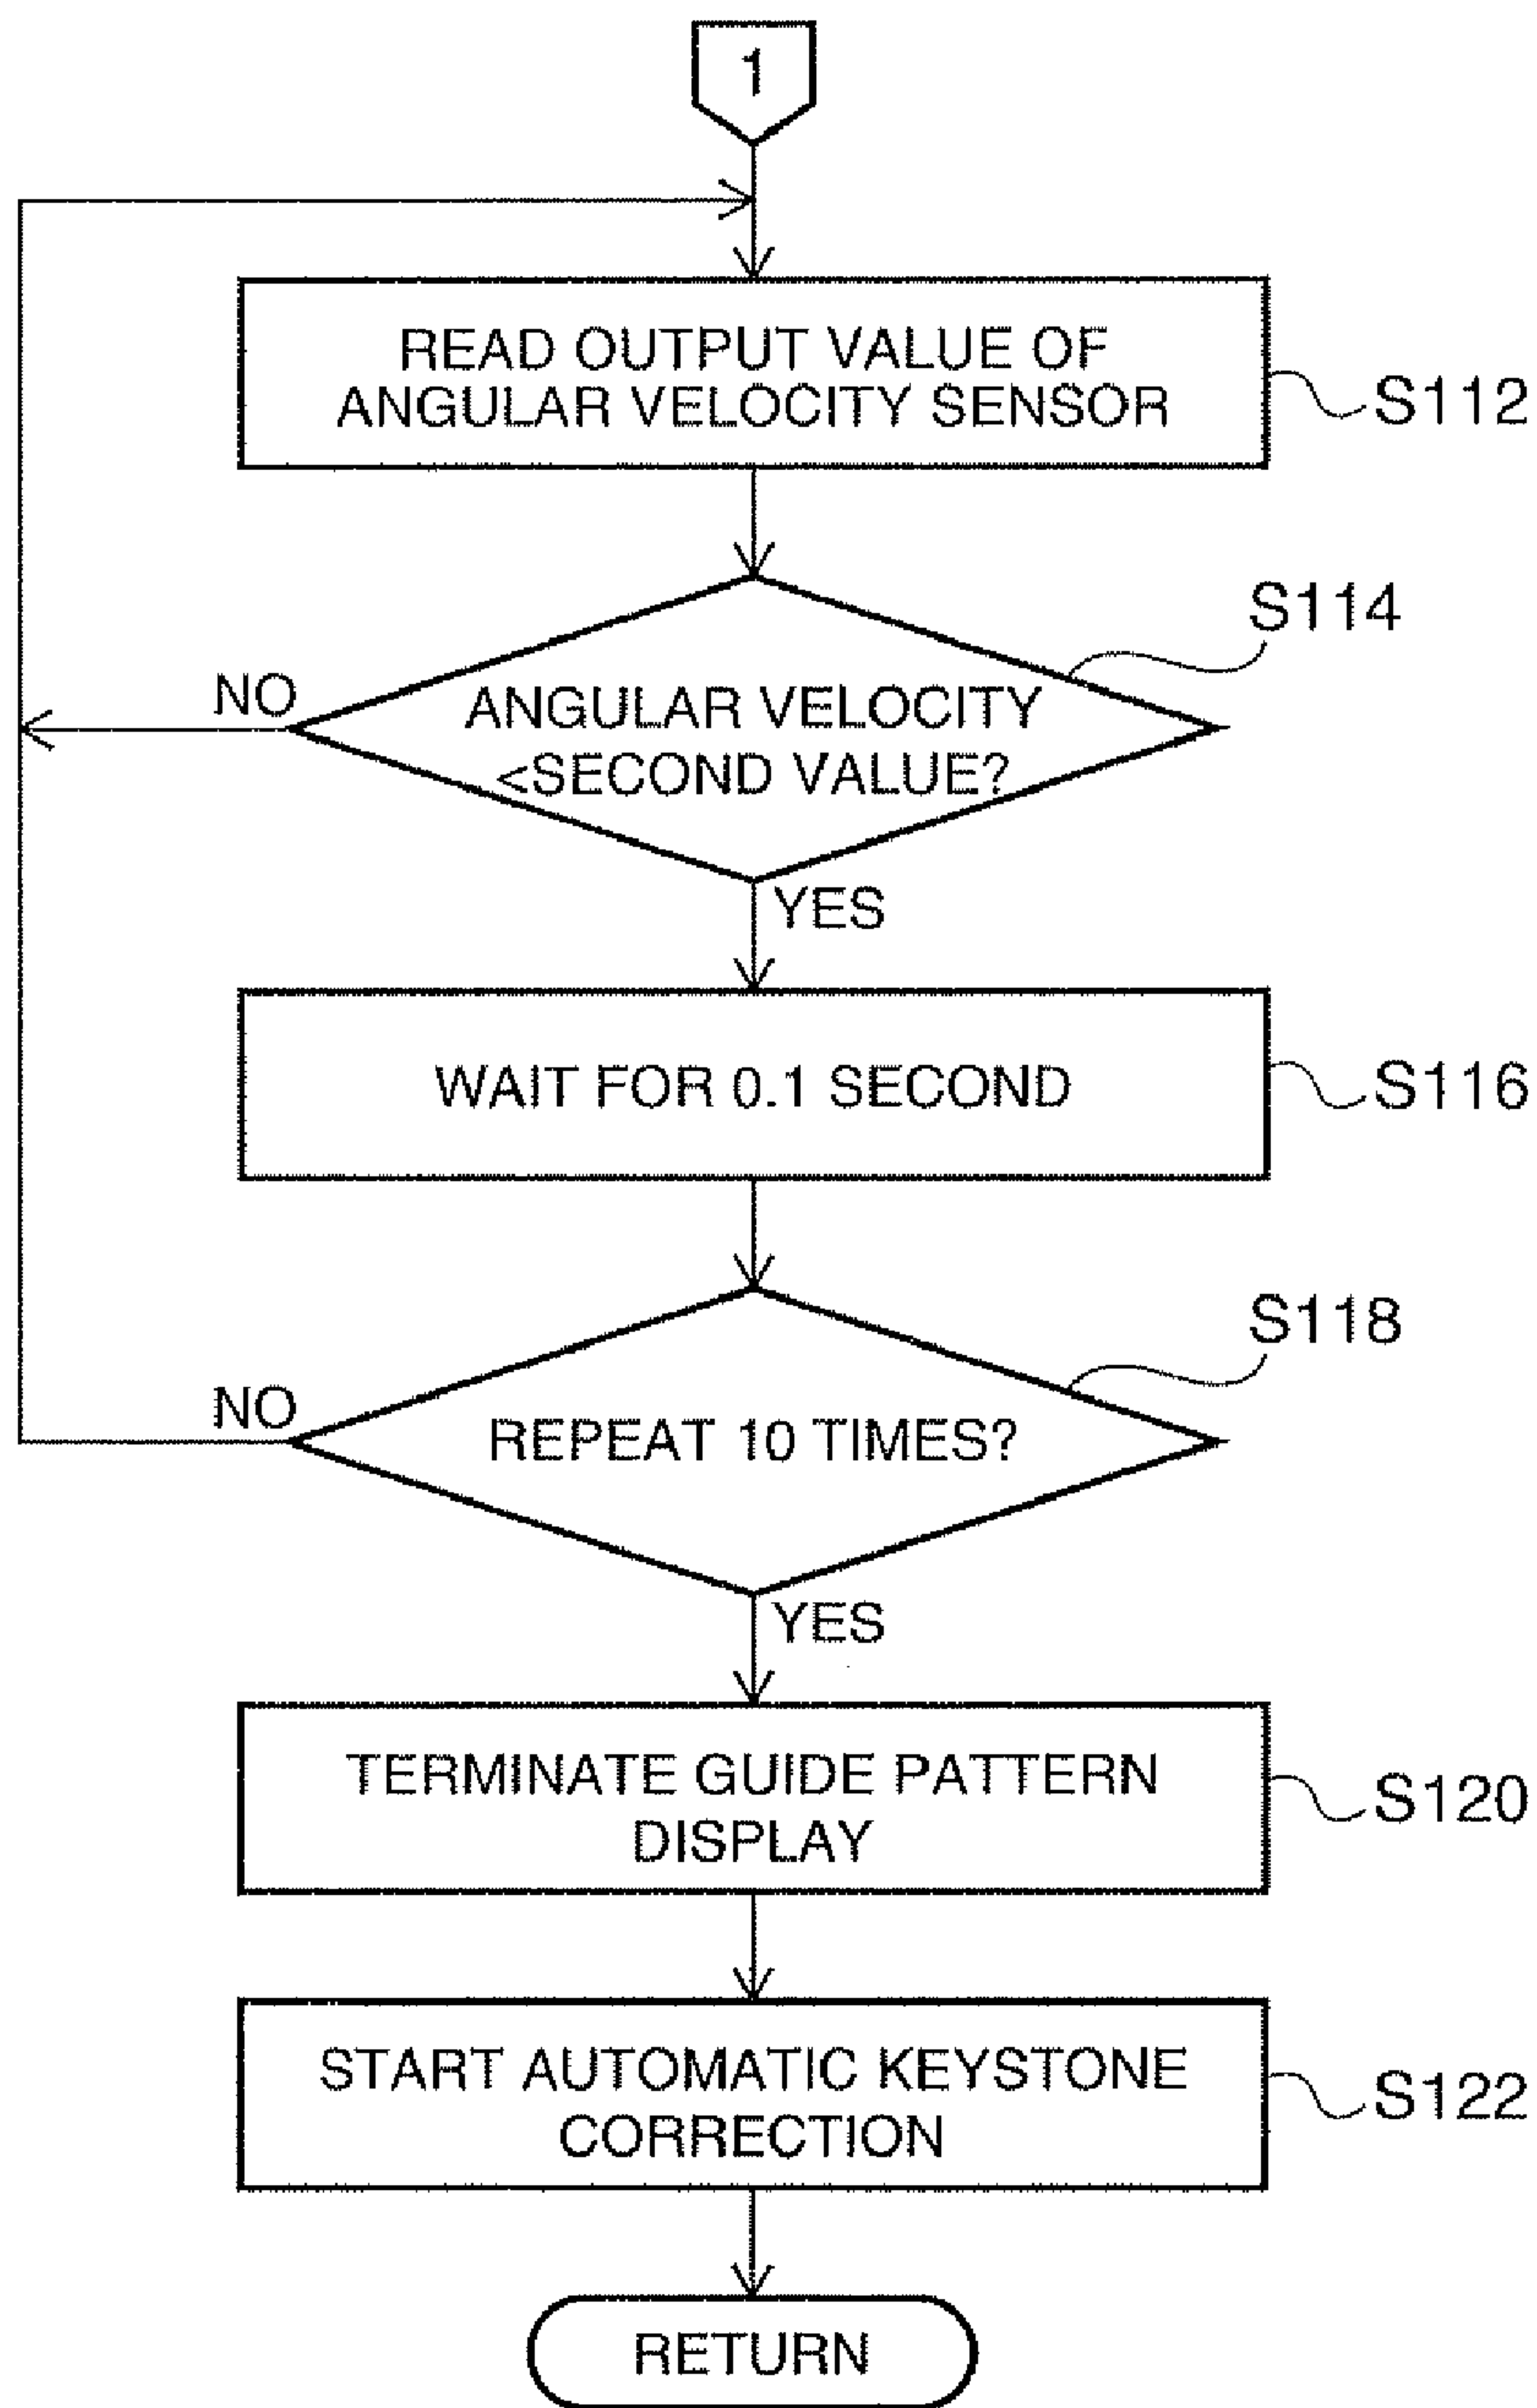 1
READ OUTPUT VALUE OF
ANGULAR VELOCITY SENSOR
S112
S114
NO
ANGULAR VELOCITY
<SECOND VALUE?
YES
WAIT FOR 0.1 SECOND
S116
S118
NO
REPEAT 10 TIMES?
YES
TERMINATE GUIDE PATTERN
DISPLAY
S120
START AUTOMATIC KEYSTONE
CORRECTION
S122
RETURN